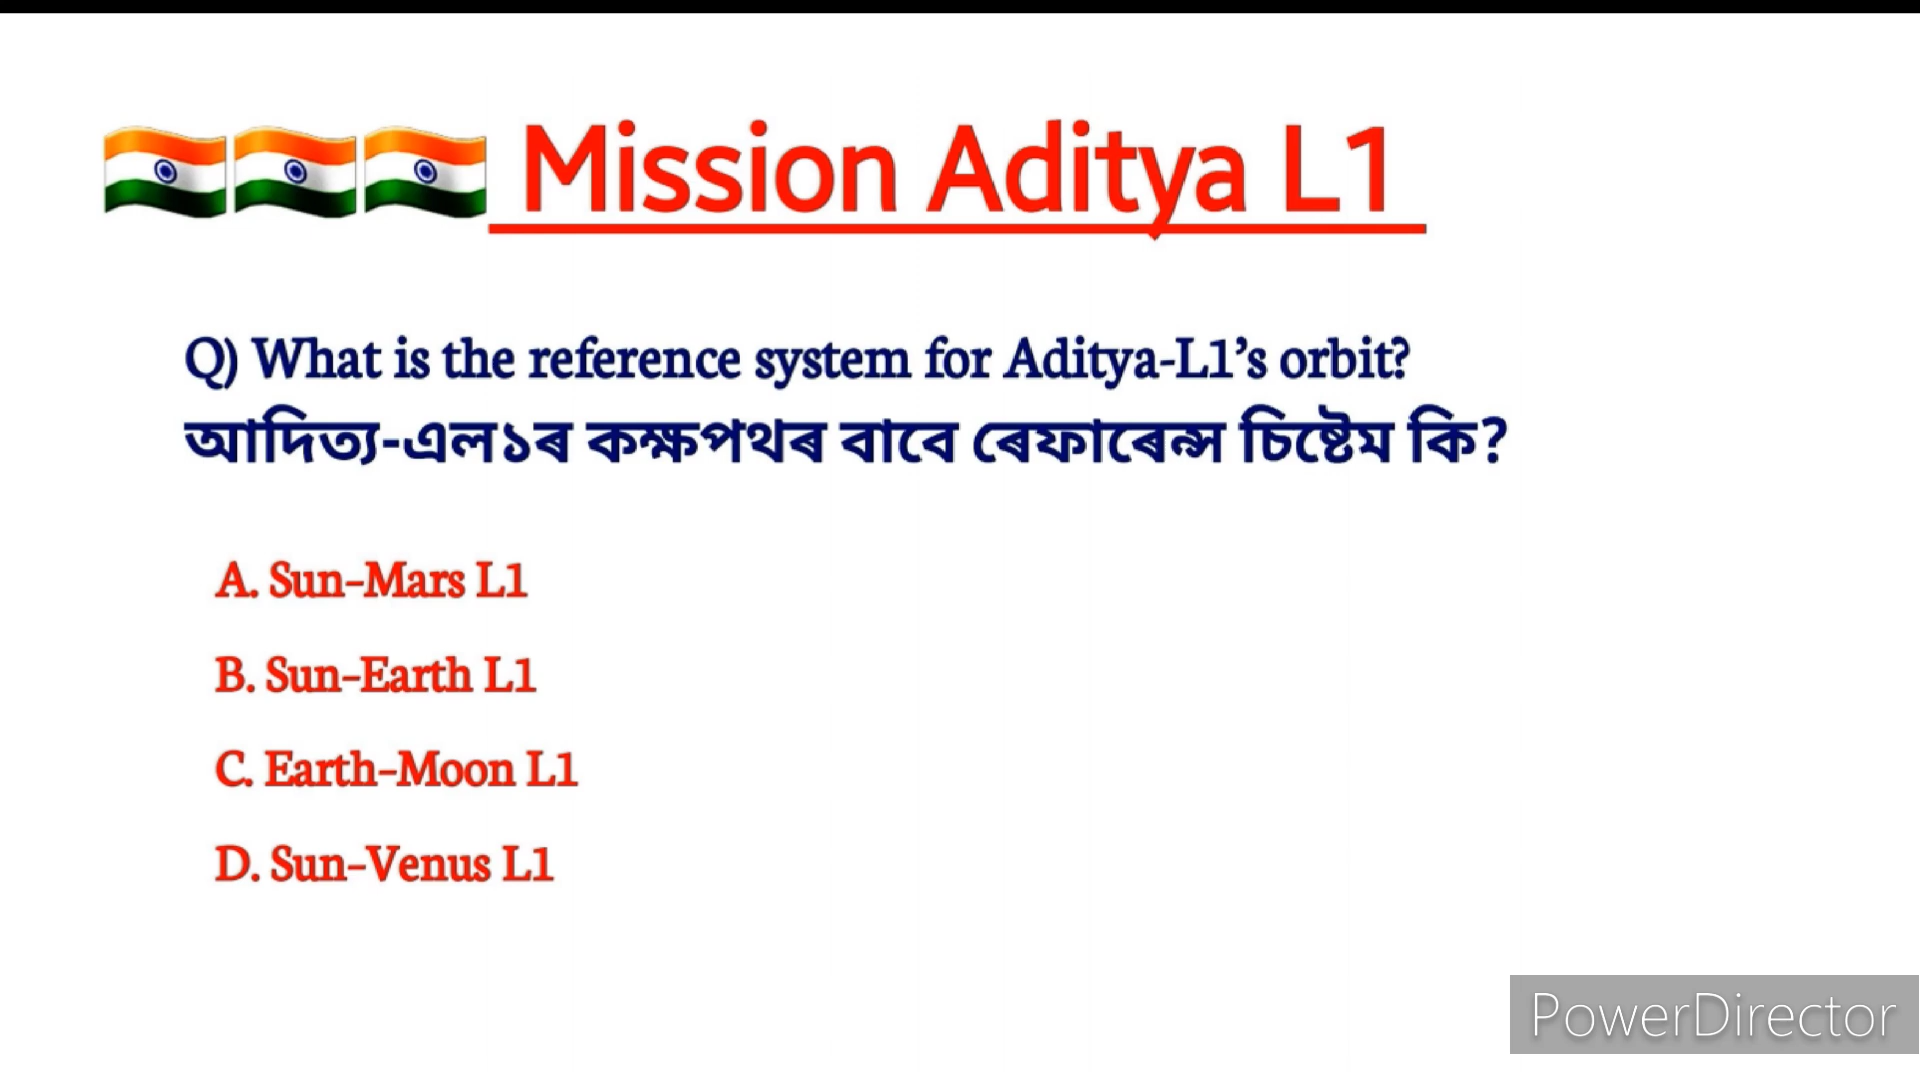 Mission Aditya L1
Q) What is the reference system for Aditya-L1’s orbit?
আদিত্য-এল১ৰ কক্ষপথৰ বাবে ৰেফাৰেন্স চিষ্টেম কি?
A. Sun–Mars L1
B. Sun–Earth L1
C. Earth–Moon L1
D. Sun–Venus L1
PowerDirector